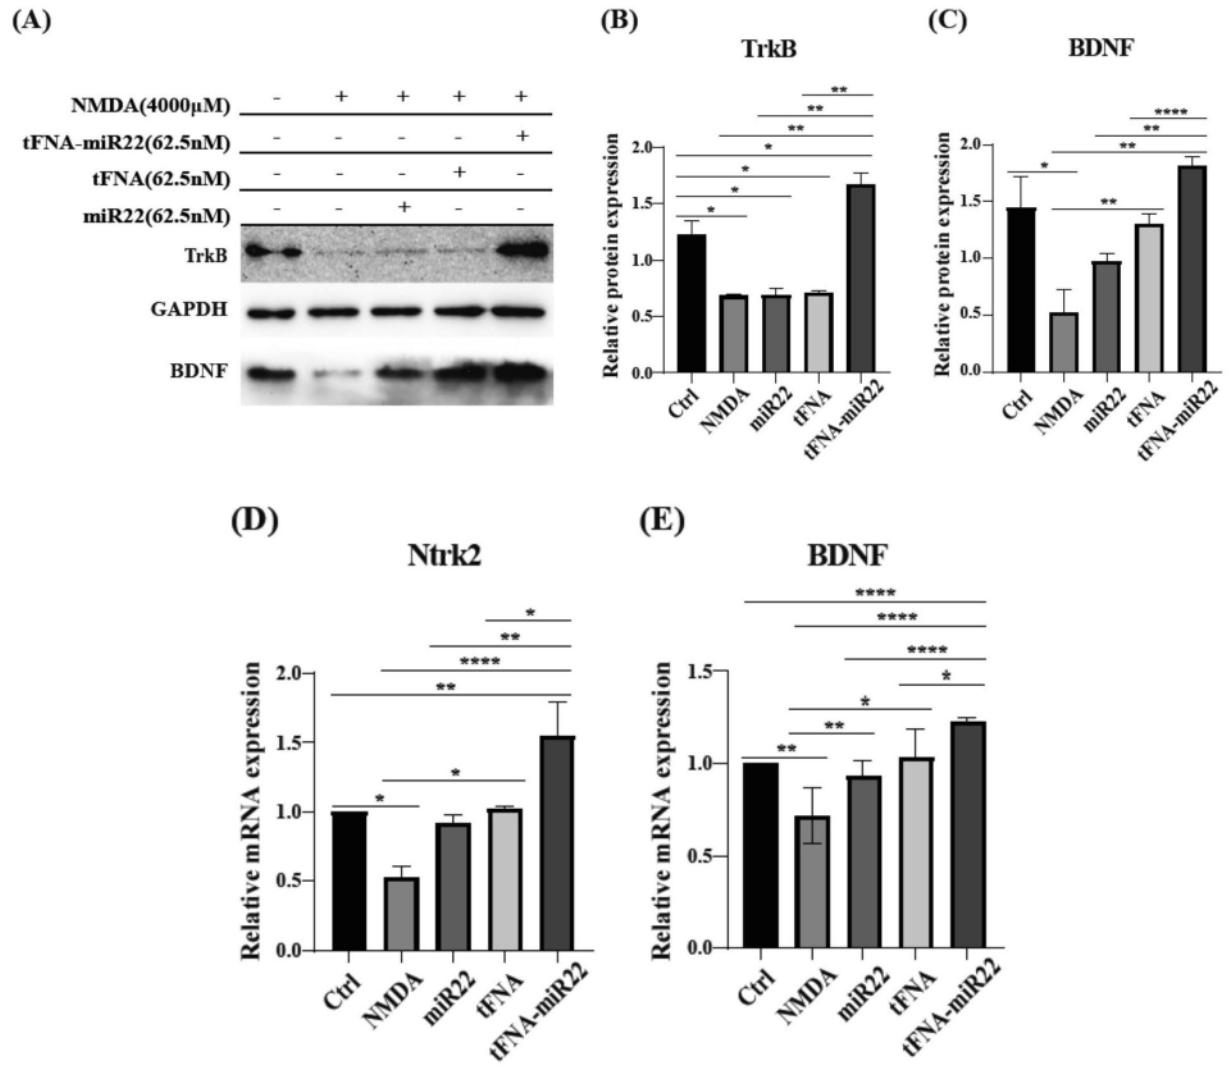 (A)
NMDA(4000μM) - + + + +
tFNA-miR22(62.5nM) - - - - +
tFNA(62.5nM) - - - + -
miR22(62.5nM) - - + - -
TrkB
GAPDH
BDNF
(B)
TrkB
**
**
**
*
*
*
*
Relative protein expression
2.0
1.5
1.0
0.5
0.0
Ctrl
NMDA
miR22
tFNA
tFNA-miR22
(C)
BDNF
****
**
**
*
**
Relative protein expression
2.0
1.5
1.0
0.5
0.0
Ctrl
NMDA
miR22
tFNA
tFNA-miR22
(D)
Ntrk2
*
**
****
**
*
*
Relative mRNA expression
2.0
1.5
1.0
0.5
0.0
Ctrl
NMDA
miR22
tFNA
tFNA-miR22
(E)
BDNF
****
****
****
*
*
**
**
Relative mRNA expression
1.5
1.0
0.5
0.0
Ctrl
NMDA
miR22
tFNA
tFNA-miR22